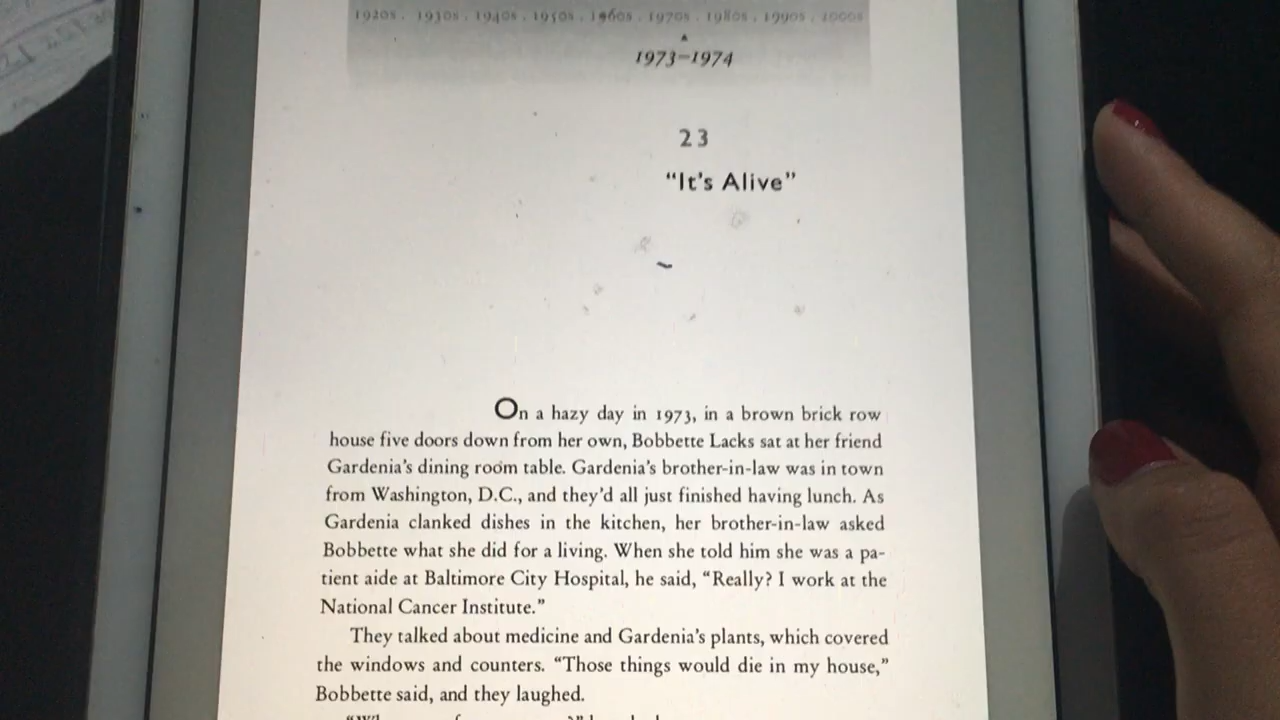 1920s . 1930s . 1940s . 1950s . 1960s . 1970s . 1980s . 1990s . 2000s
1973–1974
23
“It’s Alive”
On a hazy day in 1973, in a brown brick row
house five doors down from her own, Bobbette Lacks sat at her friend
Gardenia’s dining room table. Gardenia’s brother-in-law was in town
from Washington, D.C., and they’d all just finished having lunch. As
Gardenia clanked dishes in the kitchen, her brother-in-law asked
Bobbette what she did for a living. When she told him she was a pa-
tient aide at Baltimore City Hospital, he said, “Really? I work at the
National Cancer Institute.”
They talked about medicine and Gardenia’s plants, which covered
the windows and counters. “Those things would die in my house,”
Bobbette said, and they laughed.